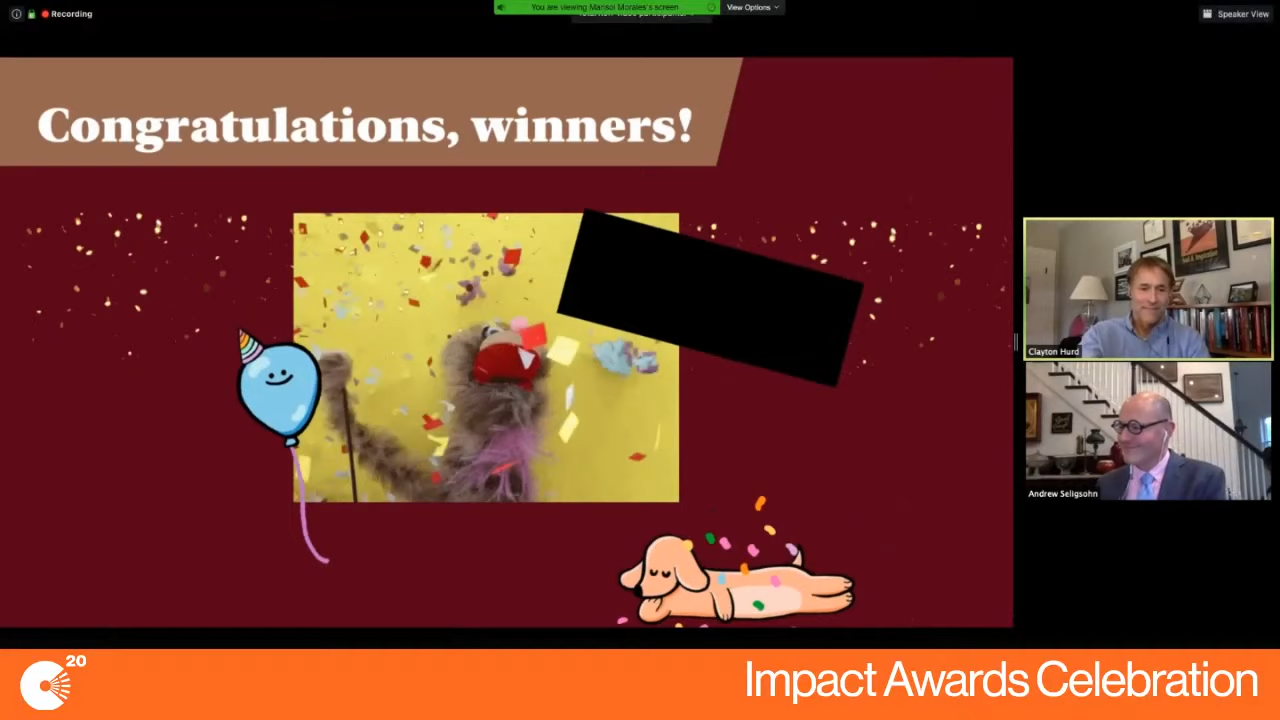 Recording
You are viewing Marisol Morales's screen
View Options
Speaker View
Congratulations, winners!
Clayton Hurd
Andrew Seligsohn
20
Impact Awards Celebration